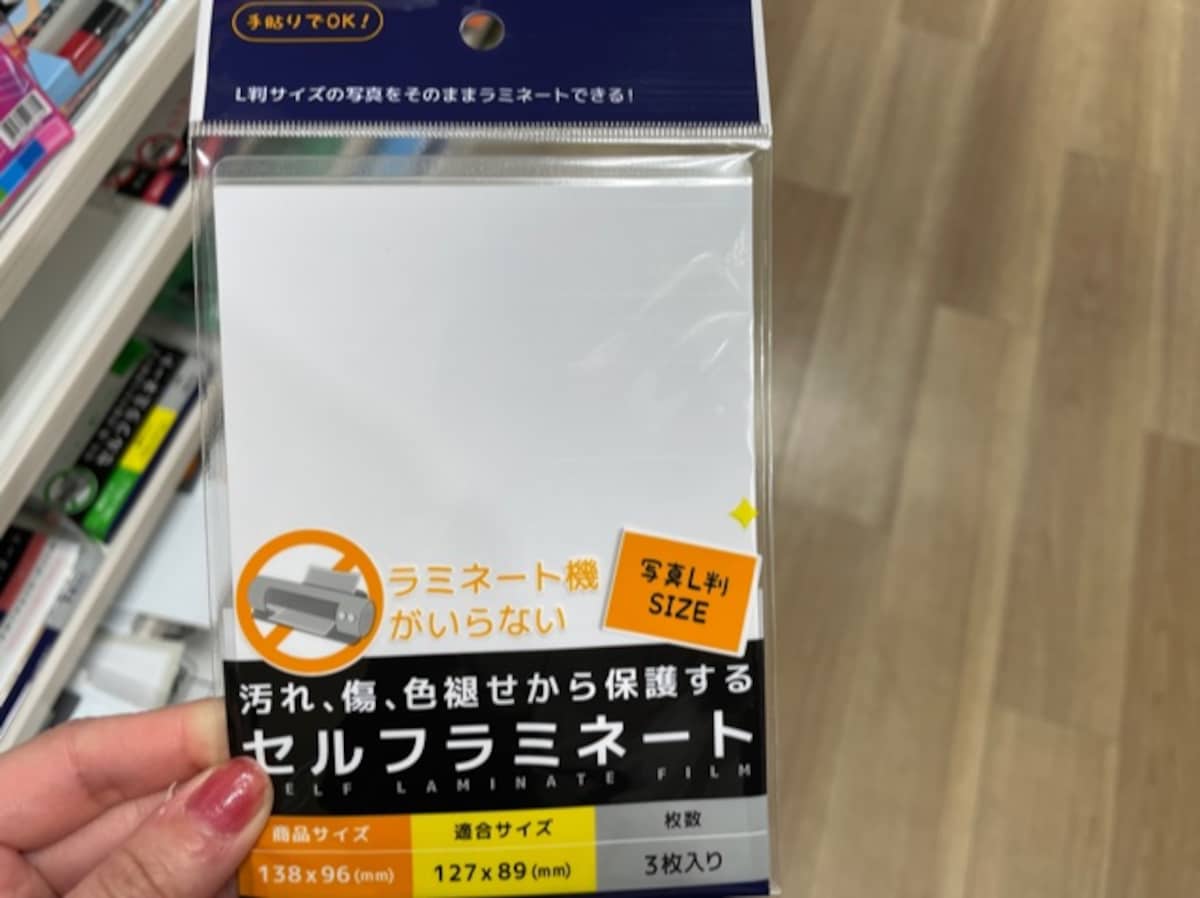 手貼りでOK!
L判サイズの写真をそのままラミネートできる!
ラミネート機
がいらない
写真L判
SIZE
汚れ、傷、色褪せから保護する
セルフラミネート
ELF LAMINATE FILM
商品サイズ 適合サイズ 枚数
138x96(mm) 127x89(mm) 3枚入り